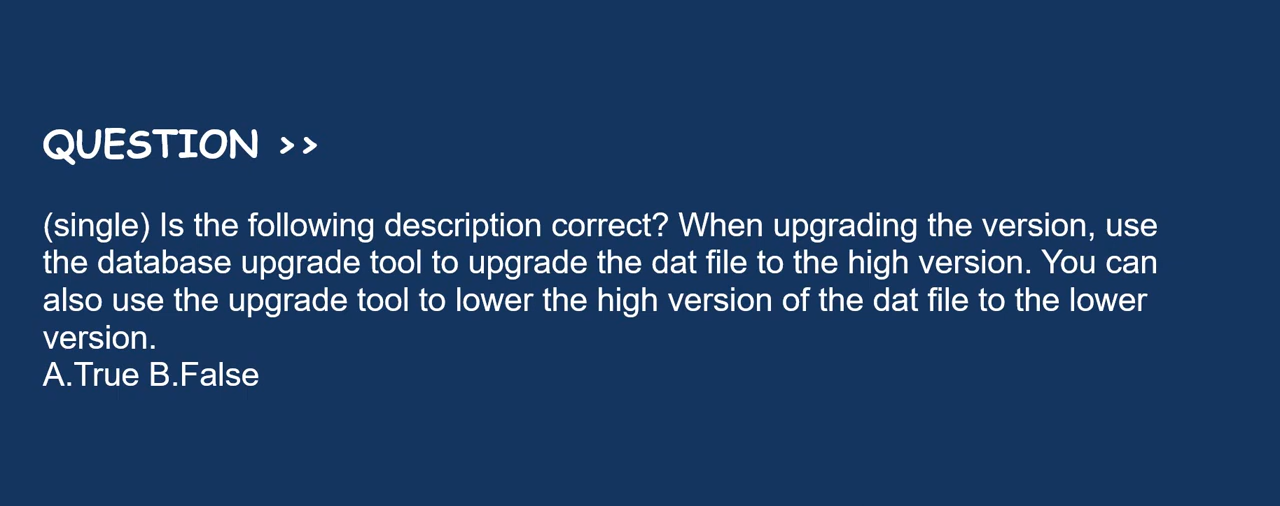 QUESTION >>
(single) Is the following description correct? When upgrading the version, use
the database upgrade tool to upgrade the dat file to the high version. You can
also use the upgrade tool to lower the high version of the dat file to the lower
version.
A.True B.False